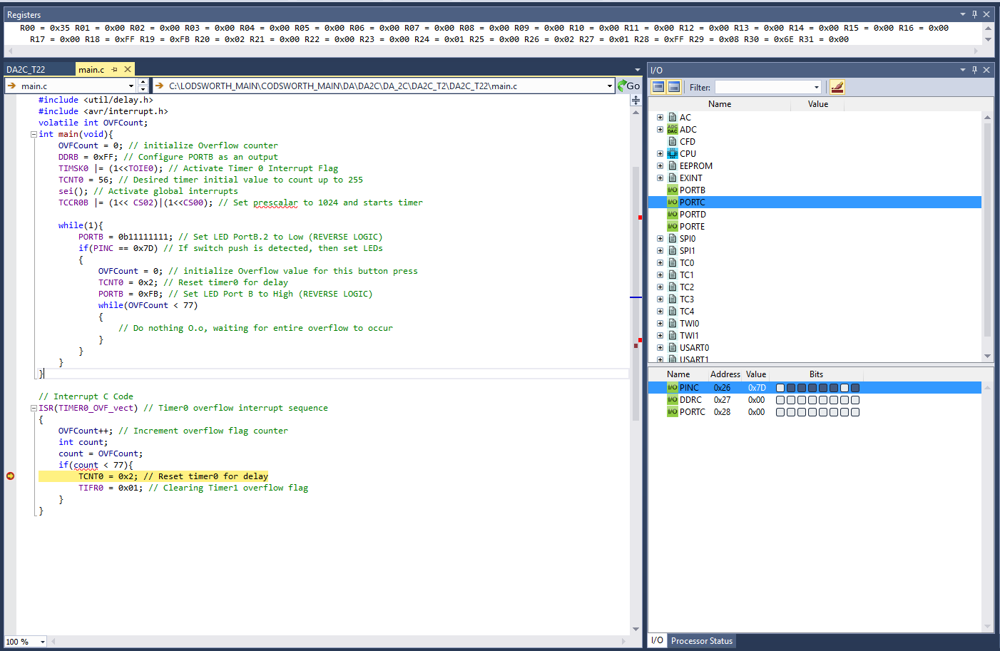 Registers
R00 = 0x35 R01 = 0x00 R02 = 0x00 R03 = 0x00 R04 = 0x00 R05 = 0x00 R06 = 0x00 R07 = 0x00 R08 = 0x00 R09 = 0x00 R10 = 0x00 R11 = 0x00 R12 = 0x00 R13 = 0x00 R14 = 0x00 R15 = 0x00 R16 = 0x00
R17 = 0x00 R18 = 0xFF R19 = 0xFB R20 = 0x02 R21 = 0x00 R22 = 0x00 R23 = 0x00 R24 = 0x01 R25 = 0x00 R26 = 0x02 R27 = 0x01 R28 = 0xFF R29 = 0x08 R30 = 0x6E R31 = 0x00
DA2C_T22 main.c
main.c C:\LODSWORTH_MAIN\CODSWORTH_MAIN\DA\DA2C\DA_2C\DA2C_T2\DA2C_T22\main.c Go
#include <util/delay.h>
#include <avr/interrupt.h>
volatile int OVFCount;
int main(void){
OVFCount = 0; // initialize Overflow counter
DDRB = 0xFF; // Configure PORTB as an output
TIMSK0 |= (1<<TOIE0); // Activate Timer 0 Interrupt Flag
TCNT0 = 56; // Desired timer initial value to count up to 255
sei(); // Activate global interrupts
TCCR0B |= (1<< CS02)|(1<<CS00); // Set prescalar to 1024 and starts timer
while(1){
PORTB = 0b11111111; // Set LED PortB.2 to Low (REVERSE LOGIC)
if(PINC == 0x7D) // If switch push is detected, then set LEDs
{
OVFCount = 0; // initialize Overflow value for this button press
TCNT0 = 0x2; // Reset timer0 for delay
PORTB = 0xFB; // Set LED Port B to High (REVERSE LOGIC)
while(OVFCount < 77)
{
// Do nothing O.o, waiting for entire overflow to occur
}
}
}
}
// Interrupt C Code
ISR(TIMER0_OVF_vect) // Timer0 overflow interrupt sequence
{
OVFCount++; // Increment overflow flag counter
int count;
count = OVFCount;
if(count < 77){
TCNT0 = 0x2; // Reset timer0 for delay
TIFR0 = 0x01; // Clearing Timer1 overflow flag
}
}
100 %
I/O
Filter:
Name Value
AC
ADC DAC ADC
CFD
CPU
EEPROM
EXINT
I/O PORTB
I/O PORTC
I/O PORTD
I/O PORTE
SPI0
SPI1
TC0
TC1
TC2
TC3
TC4
TWI0
TWI1
USART0
USART1
Name Address Value Bits
I/O PINC 0x26 0x7D
I/O DDRC 0x27 0x00
I/O PORTC 0x28 0x00
I/O Processor Status